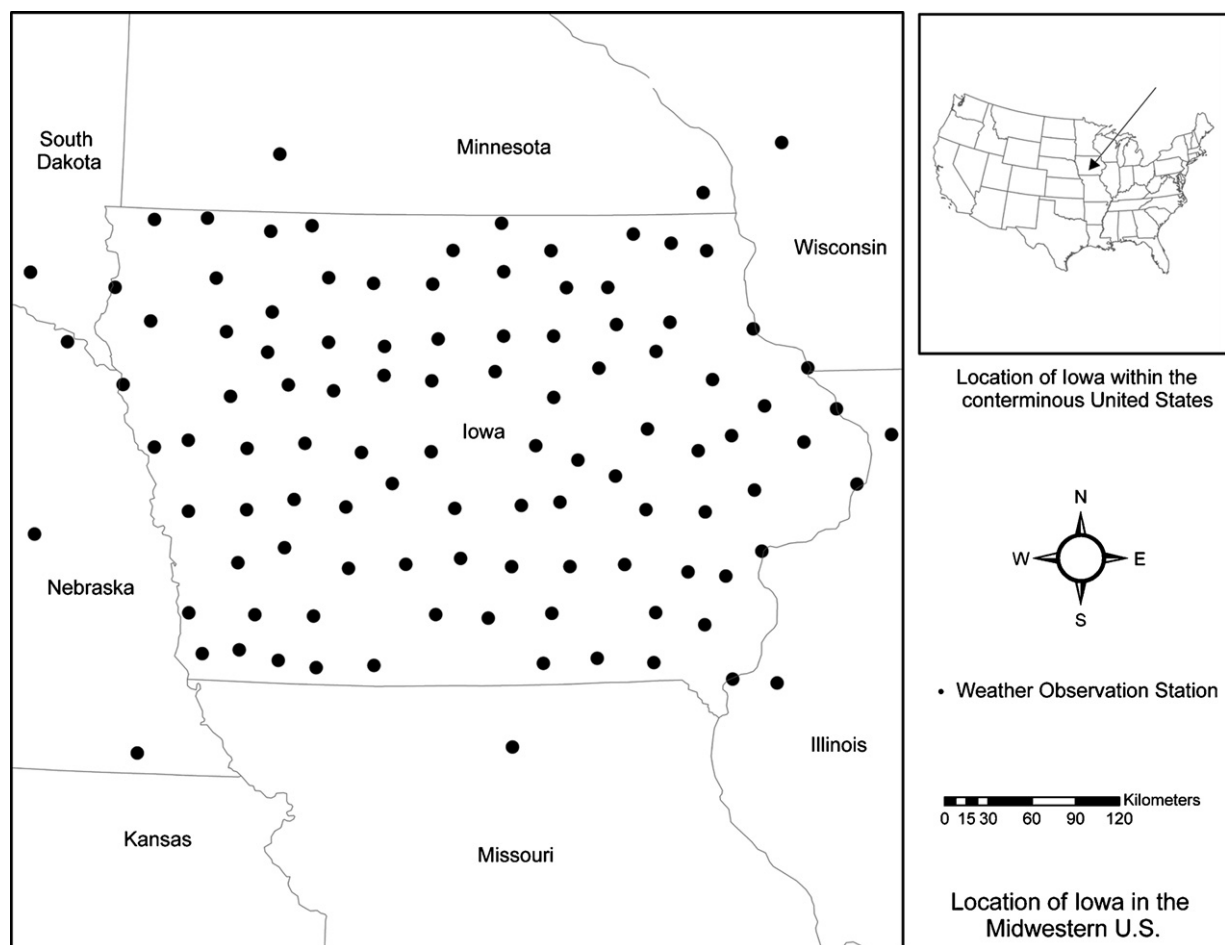 South
Dakota
Minnesota
Wisconsin
Iowa
Nebraska
Illinois
Kansas
Missouri
Location of Iowa within the
conterminous United States
N
W
E
S
• Weather Observation Station
Kilometers
0 15 30 60 90 120
Location of Iowa in the
Midwestern U.S.